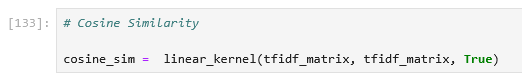 [133]: # Cosine Similarity
cosine_sim =  linear_kernel(tfidf_matrix, tfidf_matrix, True)